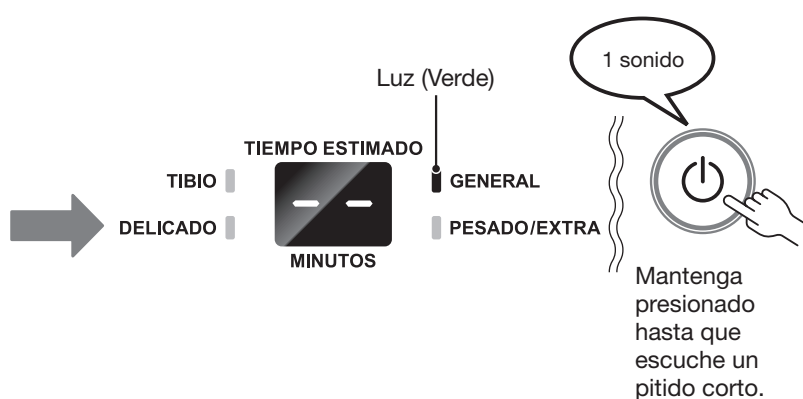 1 sonido
Luz (Verde)
TIEMPO ESTIMADO
TIBIO
GENERAL
DELICADO
PESADO/EXTRA
MINUTOS
Mantenga
presionado
hasta que
escuche un
pitido corto.